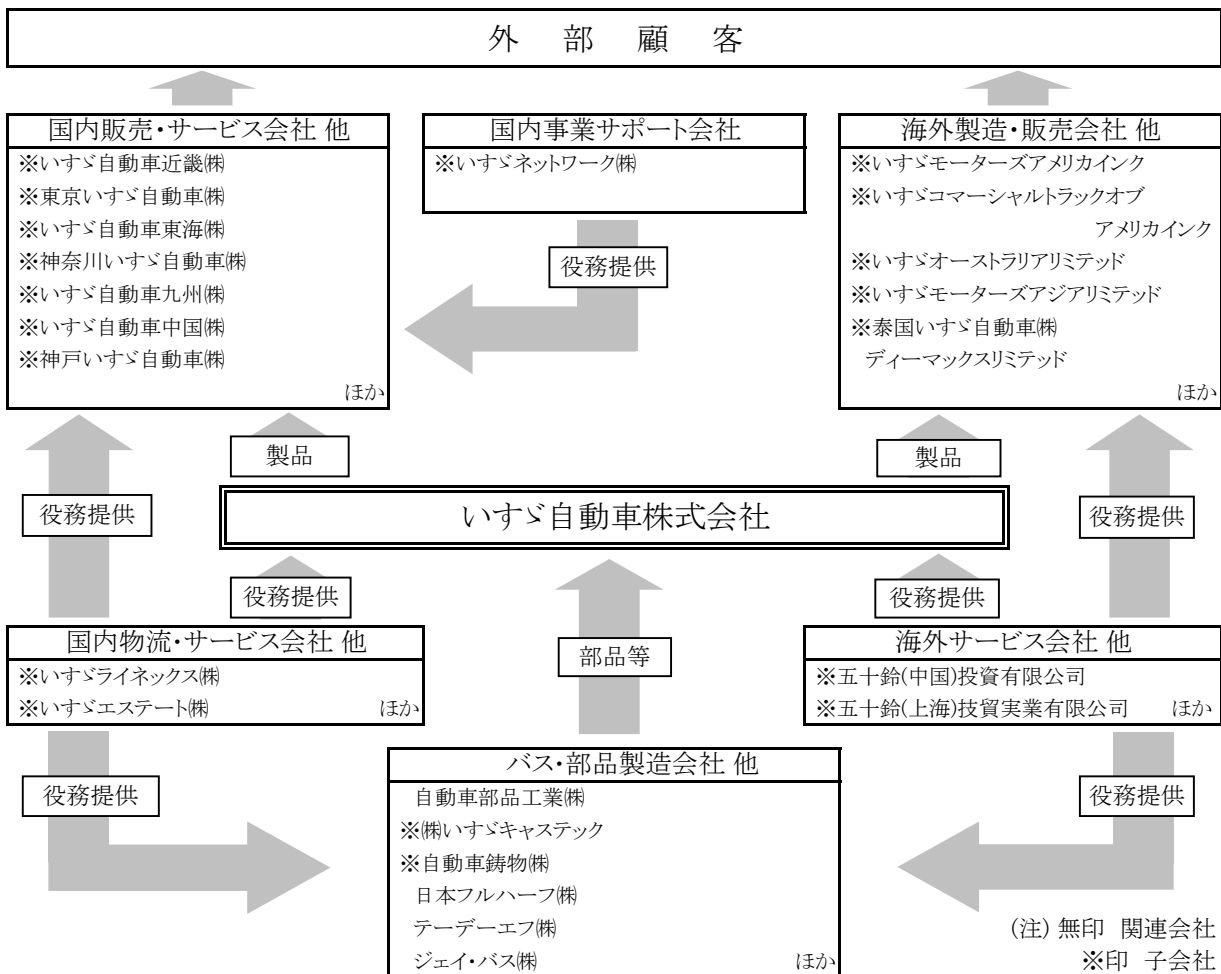 外部顧客
国内販売・サービス会社 他
※いすゞ自動車近畿㈱
※東京いすゞ自動車㈱
※いすゞ自動車東海㈱
※神奈川いすゞ自動車㈱
※いすゞ自動車九州㈱
※いすゞ自動車中国㈱
※神戸いすゞ自動車㈱
ほか
国内事業サポート会社
※いすゞネットワーク㈱
役務提供
海外製造・販売会社 他
※いすゞモーターズアメリカインク
※いすゞコマーシャルトラックオブ
アメリカインク
※いすゞオーストラリアリミテッド
※いすゞモーターズアジアリミテッド
※泰国いすゞ自動車㈱
ディーマックスリミテッド
ほか
製品
製品
役務提供
いすゞ自動車株式会社
役務提供
役務提供
部品等
役務提供
国内物流・サービス会社 他
※いすゞライネックス㈱
※いすゞエステート㈱ ほか
海外サービス会社 他
※五十鈴(中国)投資有限公司
※五十鈴(上海)技貿実業有限公司 ほか
役務提供
バス・部品製造会社 他
自動車部品工業㈱
※㈱いすゞキャステック
※自動車鋳物㈱
日本フルハーフ㈱
テーデーエフ㈱
ジェイ・バス㈱ ほか
役務提供
(注) 無印 関連会社
※印 子会社